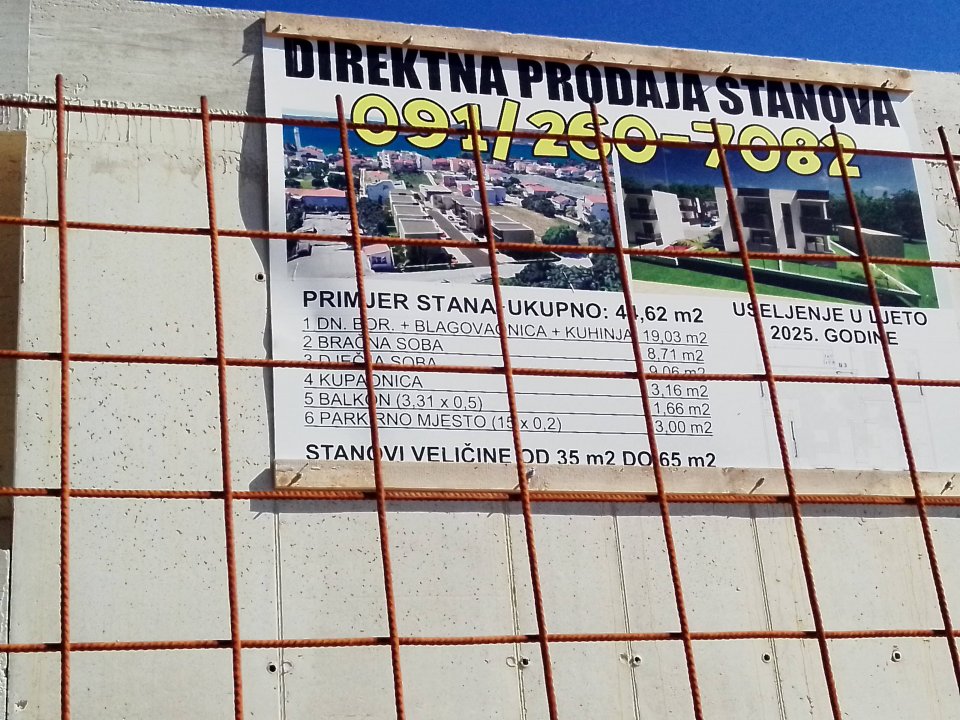 DIREKTNA PRODAJA STANOVA
091/260-7082
PRIMJER STANA-UKUPNO: 44,62 m2
1 DN. BOR. + BLAGOVAONICA + KUHINJA 19,03 m2
2 BRAČNA SOBA 8,71 m2
3 DJEČJA SOBA 9,06 m2
4 KUPAONICA 3,16 m2
5 BALKON (3,31 x 0,5) 1,66 m2
6 PARKIRNO MJESTO (15 x 0,2) 3,00 m2
STANOVI VELIČINE OD 35 m2 DO 65 m2
USELJENJE U LJETO
2025. GODINE